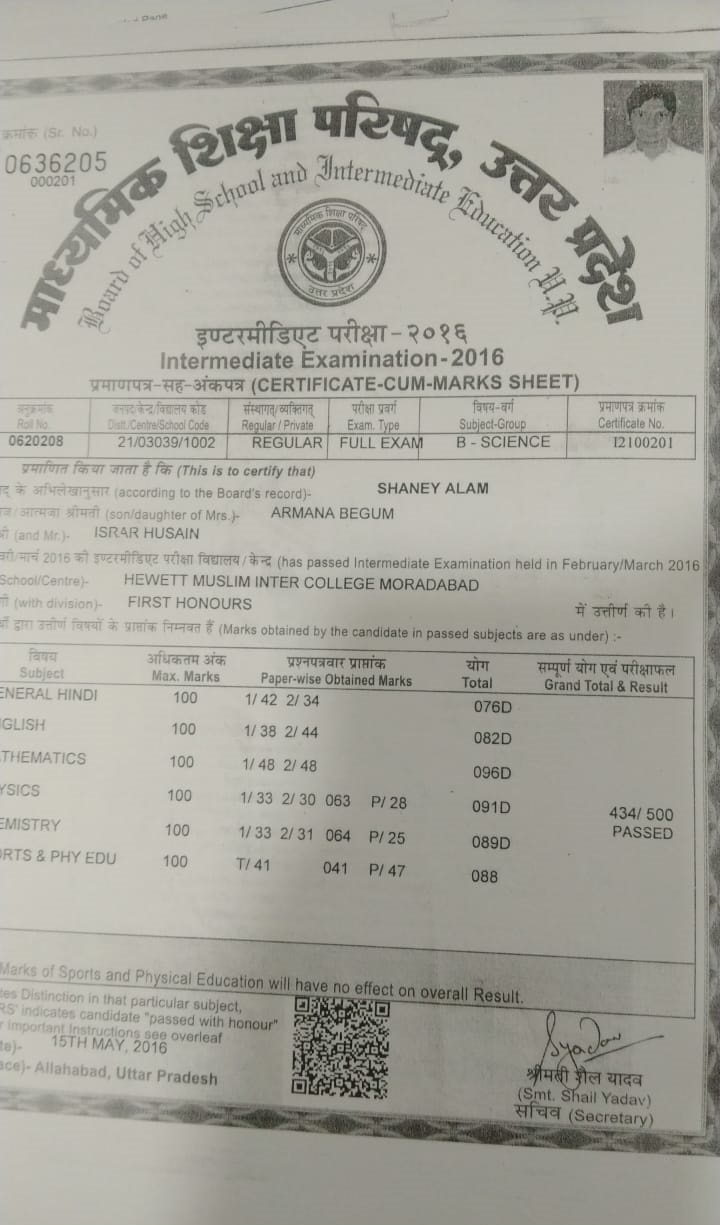 क्रमांक (Sr. No.)
0636205
000201
माध्यमिक शिक्षा परिषद्, उत्तर प्रदेश
Board of High School and Intermediate Education U.P.
माध्यमिक शिक्षा परिषद
उत्तर प्रदेश
इण्टरमीडिएट परीक्षा - २०१६
Intermediate Examination - 2016
प्रमाणपत्र-सह-अंकपत्र (CERTIFICATE-CUM-MARKS SHEET)
अनुक्रमांक जनपद/केन्द्र/विद्यालय कोड संस्थागत्/व्यक्तिगत् परीक्षा प्रवर्ग विषय-वर्ग प्रमाणपत्र क्रमांक
Roll No. Distt./Centre/School Code Regular / Private Exam. Type Subject-Group Certificate No.
0620208 21/03039/1002 REGULAR FULL EXAM B - SCIENCE 12100201
प्रमाणित किया जाता है कि (This is to certify that)
के अभिलेखानुसार (according to the Board's record)- SHANEY ALAM
आत्मजा श्रीमती (son/daughter of Mrs.)- ARMANA BEGUM
(and Mr.)- ISRAR HUSAIN
मार्च 2016 की इण्टरमीडिएट परीक्षा विद्यालय/केन्द्र (has passed Intermediate Examination held in February/March 2016
School/Centre)- HEWETT MUSLIM INTER COLLEGE MORADABAD
(with division)- FIRST HONOURS में उत्तीर्ण की है।
द्वारा उत्तीर्ण विषयों के प्राप्तांक निम्नवत हैं (Marks obtained by the candidate in passed subjects are as under) :-
विषय अधिकतम अंक प्रश्नपत्रवार प्राप्तांक योग सम्पूर्ण योग एवं परीक्षाफल
Subject Max. Marks Paper-wise Obtained Marks Total Grand Total & Result
ENERAL HINDI 100 1/ 42 2/ 34 076D
GLISH 100 1/ 38 2/ 44 082D
THEMATICS 100 1/ 48 2/ 48 096D
YSICS 100 1/ 33 2/ 30 063 P/ 28 091D 434/ 500
EMISTRY 100 1/ 33 2/ 31 064 P/ 25 089D PASSED
RTS & PHY EDU 100 T/ 41 041 P/ 47 088
Marks of Sports and Physical Education will have no effect on overall Result.
tes Distinction in that particular subject,
RS' indicates candidate "passed with honour"
r Important Instructions see overleaf
te)- 15TH MAY, 2016
ace)- Allahabad, Uttar Pradesh
Syadav
श्रीमती शैल यादव
(Smt. Shail Yadav)
सचिव (Secretary)